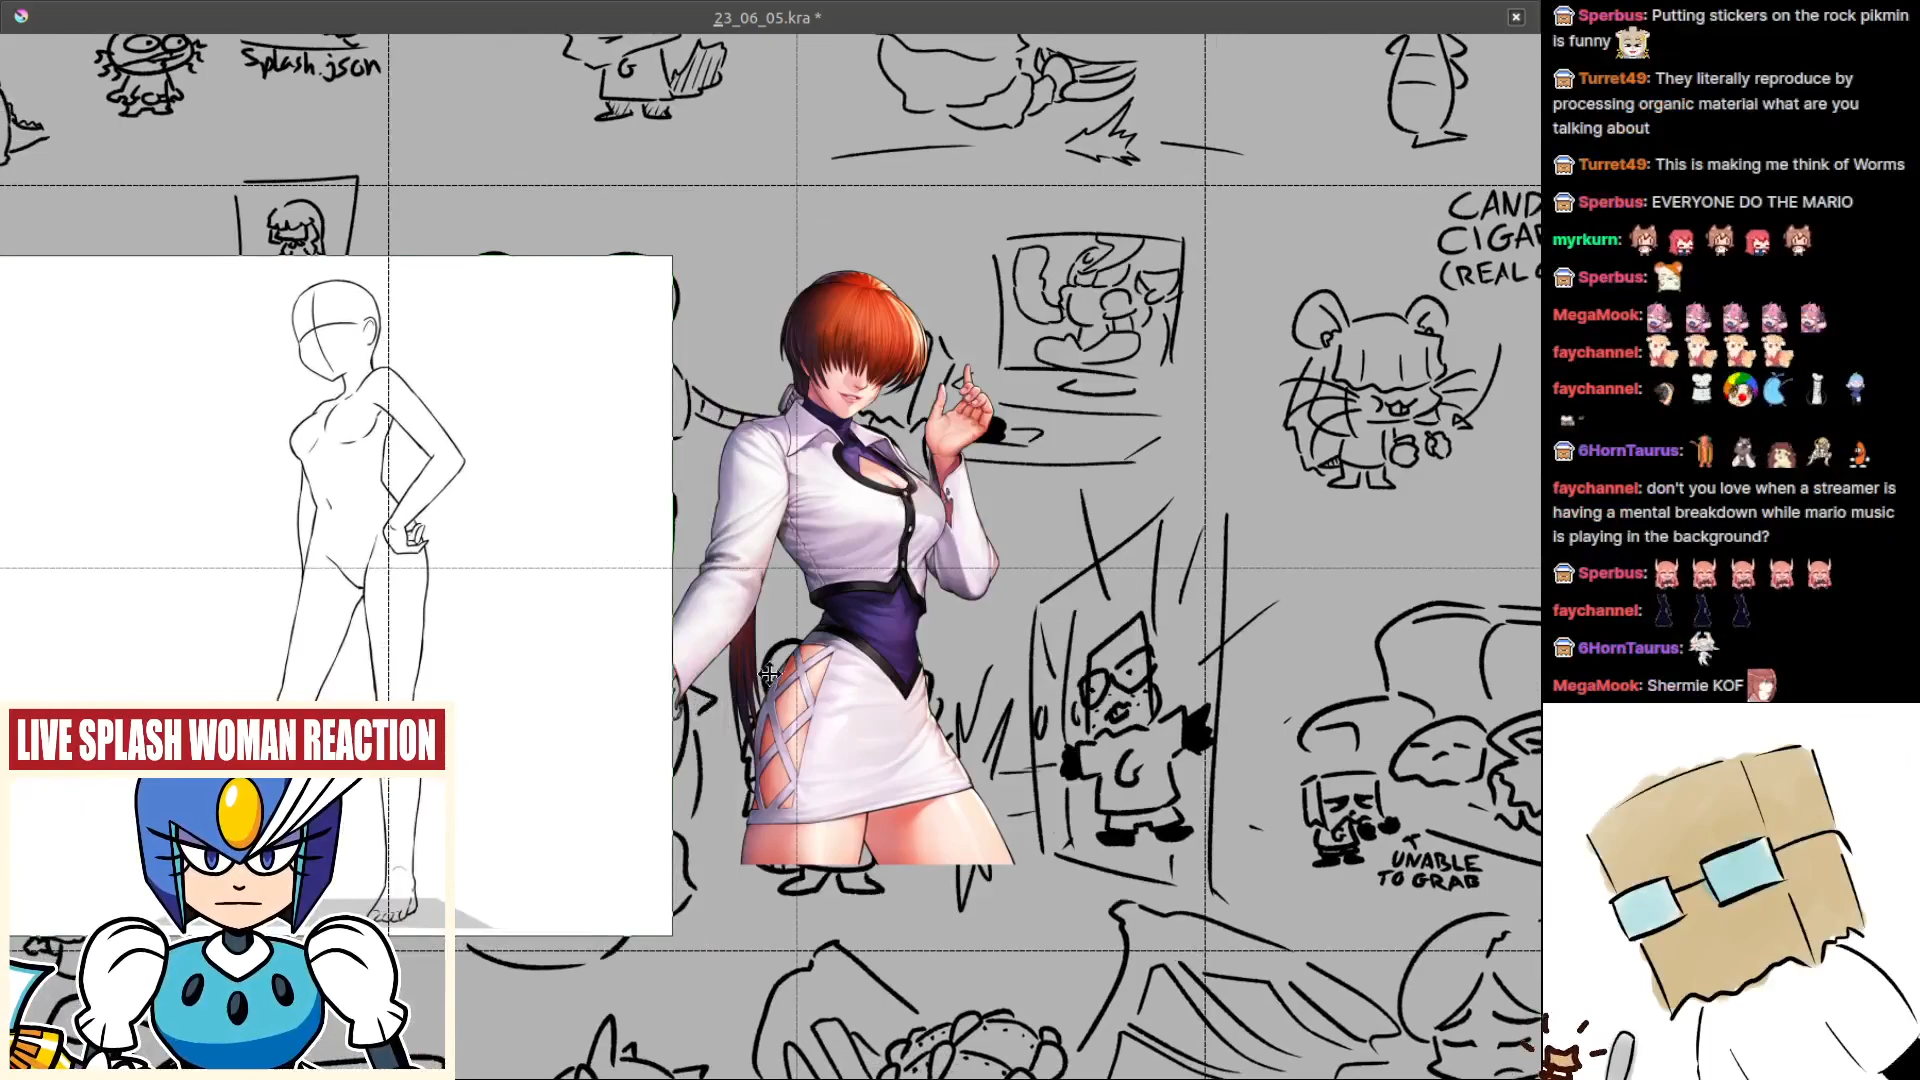 23_06_05.kra *
Splash.json
G
CAND
CIGA
(REAL
G
UNABLE
TO GRAB
LIVE SPLASH WOMAN REACTION
Sperbus: Putting stickers on the rock pikmin
is funny
Turret49: They literally reproduce by
processing organic material what are you
talking about
Turret49: This is making me think of Worms
Sperbus: EVERYONE DO THE MARIO
myrkurn:
Sperbus:
MegaMook:
faychannel:
faychannel:
6HornTaurus:
faychannel: don't you love when a streamer is
having a mental breakdown while mario music
is playing in the background?
Sperbus:
faychannel:
6HornTaurus:
MegaMook: Shermie KOF